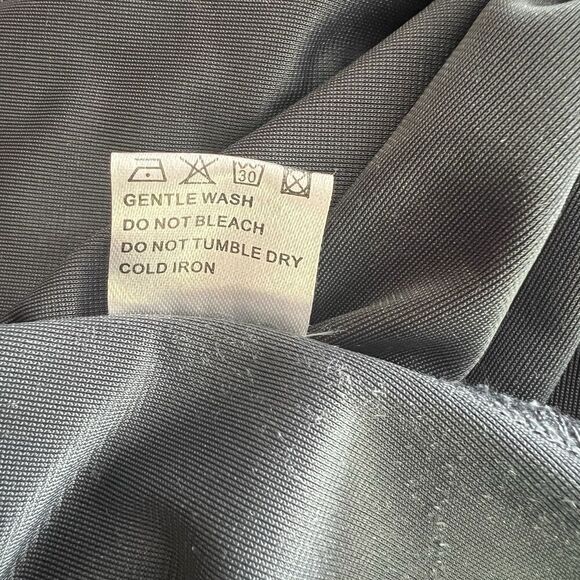 30
GENTLE WASH
DO NOT BLEACH
DO NOT TUMBLE DRY
COLD IRON